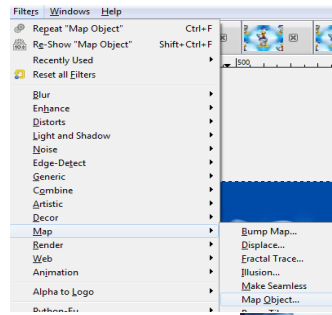 Filters Windows Help
Repeat "Map Object" Ctrl+F
Re-Show "Map Object" Shift+Ctrl+F
Recently Used
Reset all Filters
Blur
Enhance
Distorts
Light and Shadow
Noise
Edge-Detect
Generic
Combine
Artistic
Decor
Map
Render
Web
Animation
Alpha to Logo
Python-Fu
500
Bump Map...
Displace...
Fractal Trace...
Illusion...
Make Seamless
Map Object...